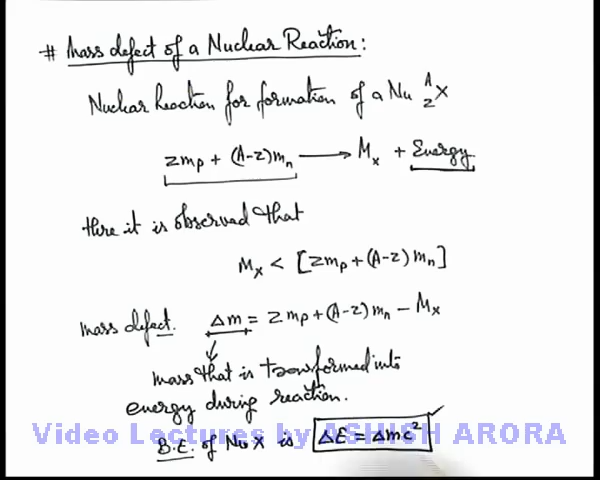 # Mass defect of a Nuclear Reaction:
Nuclear Reaction for formation of a Nu ᴬ_Z X
Zmₚ + (A-Z)mₙ ⟶ Mₓ + Energy
Here it is observed that
Mₓ < [Zmₚ + (A-Z)mₙ]
Mass defect. Δm = Zmₚ + (A-Z)mₙ - Mₓ
↓
Mass that is transformed into
energy during reaction.
B.E. of Nu X is ΔE = Δmc²
Video Lectures by ASHISH ARORA